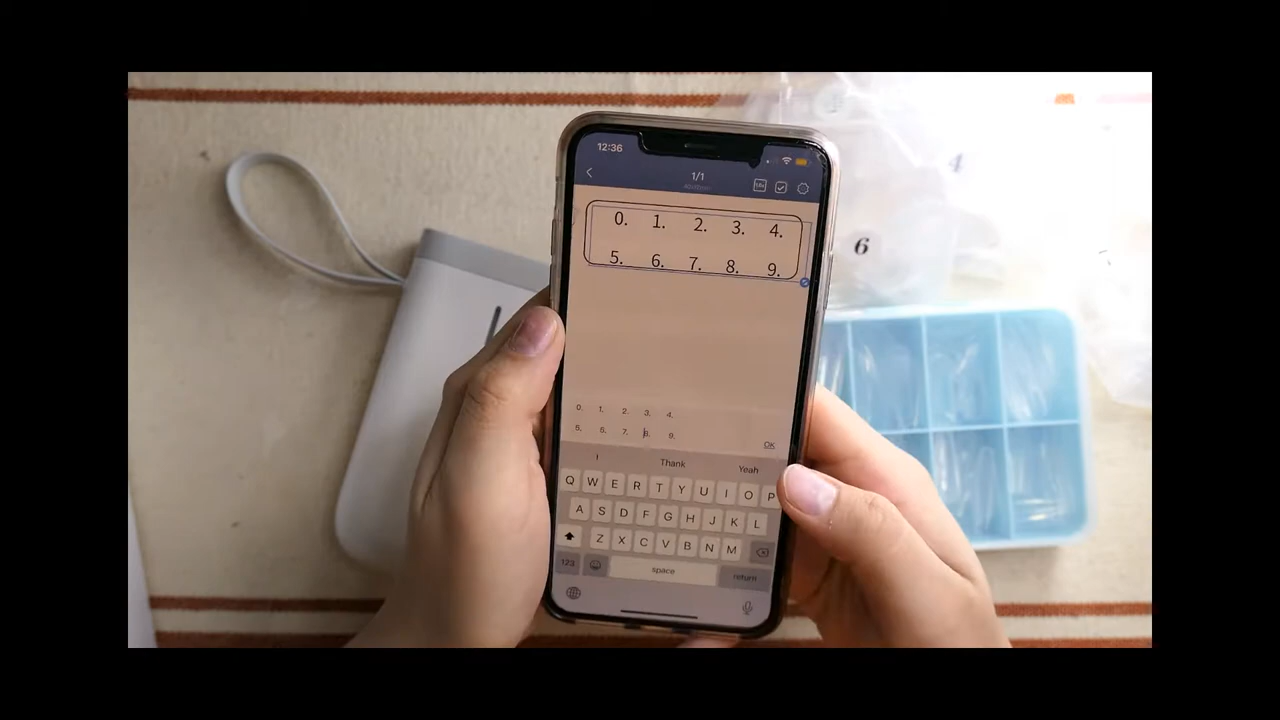 12:36
1/1
0. 1. 2. 3. 4.
5. 6. 7. 8. 9.
0. 1. 2. 3. 4.
5. 6. 7. 8. 9.
OK
I Thank Yeah
Q W E R T Y U I O P
A S D F G H J K L
Z X C V B N M
123 space return
4
6